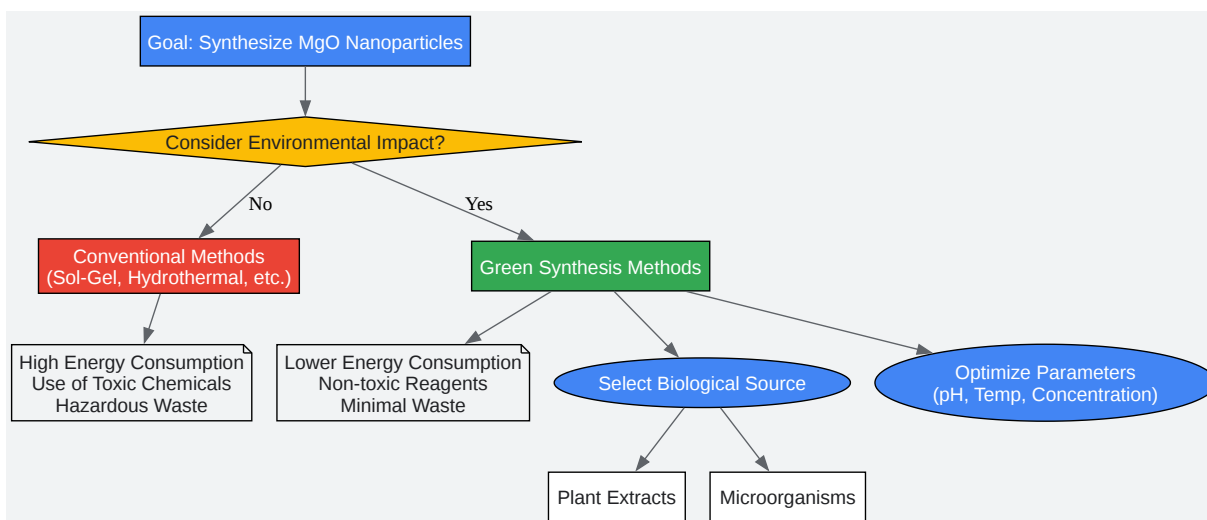 Goal: Synthesize MgO Nanoparticles
Consider Environmental Impact?
No
Yes
Conventional Methods
(Sol-Gel, Hydrothermal, etc.)
Green Synthesis Methods
High Energy Consumption
Use of Toxic Chemicals
Hazardous Waste
Lower Energy Consumption
Non-toxic Reagents
Minimal Waste
Select Biological Source
Optimize Parameters
(pH, Temp, Concentration)
Plant Extracts
Microorganisms